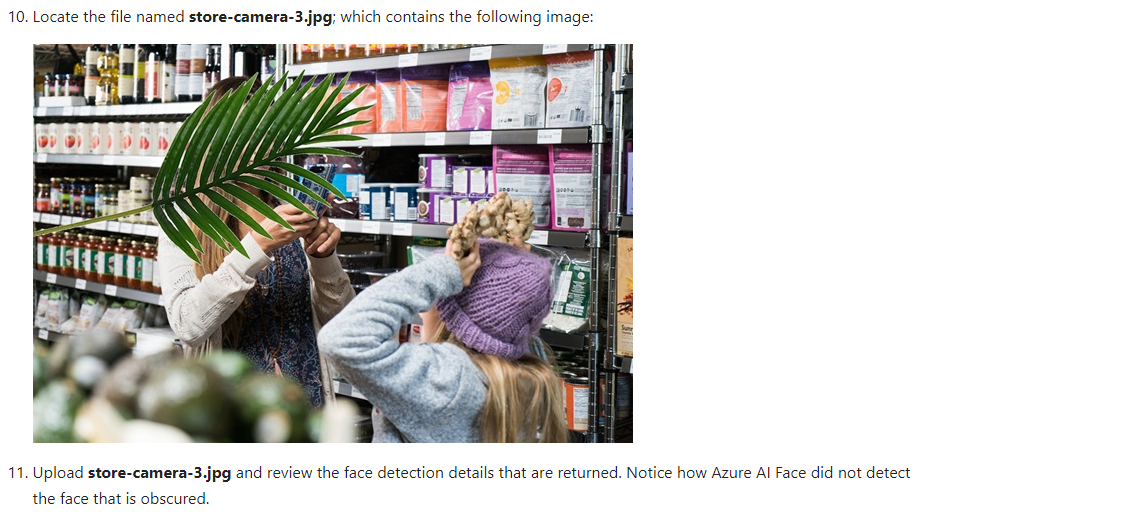 10. Locate the file named store-camera-3.jpg; which contains the following image:
11. Upload store-camera-3.jpg and review the face detection details that are returned. Notice how Azure AI Face did not detect
the face that is obscured.